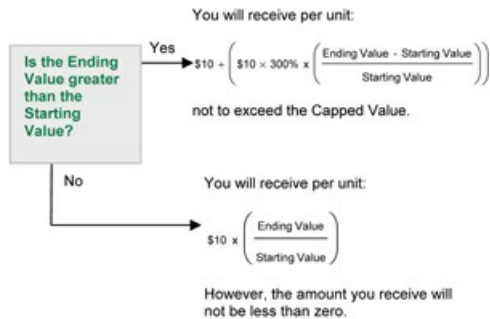 You will receive per unit:
Is the Ending
Value greater
than the
Starting
Value?
Yes
$10 + ( $10 × 300% x ( Ending Value - Starting Value
Starting Value ) )
not to exceed the Capped Value.
No
You will receive per unit:
$10 x ( Ending Value
Starting Value )
However, the amount you receive will
not be less than zero.